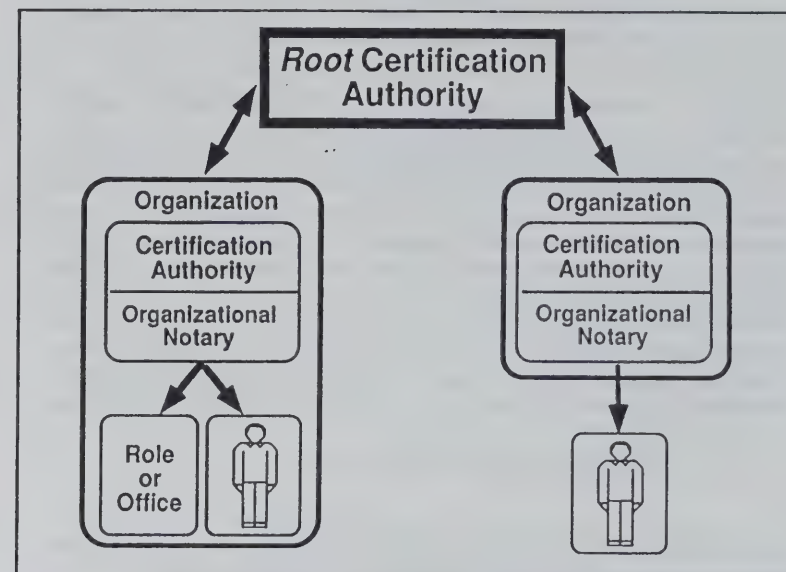 Root Certification
Authority
Organization
Certification
Authority
Organizational
Notary
Role
or
Office
Organization
Certification
Authority
Organizational
Notary